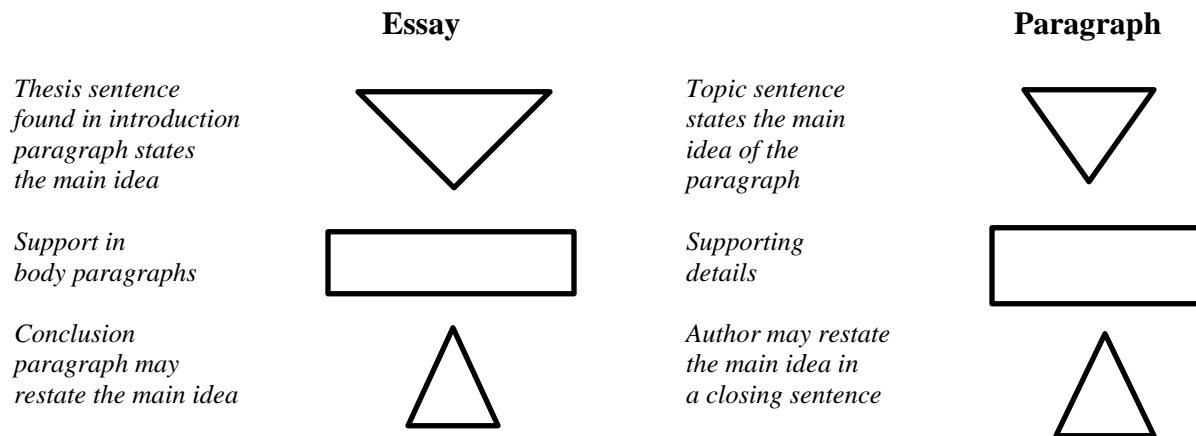 Essay
Paragraph
Thesis sentence
found in introduction
paragraph states
the main idea
Topic sentence
states the main
idea of the
paragraph
Support in
body paragraphs
Supporting
details
Conclusion
paragraph may
restate the main idea
Author may restate
the main idea in
a closing sentence